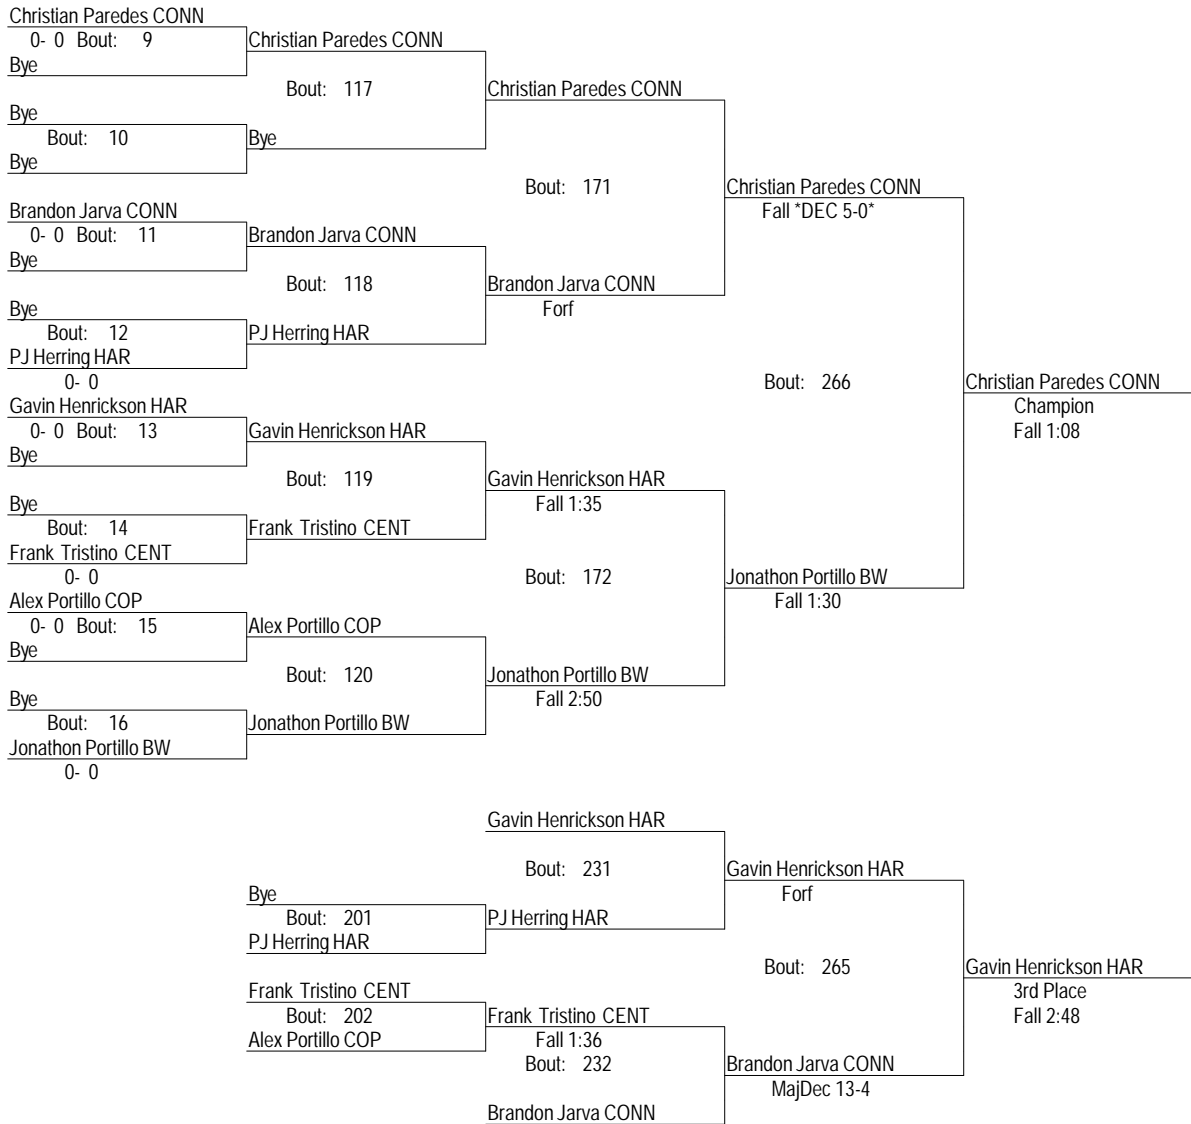 Christian Paredes CONN
0- 0 Bout: 9
Christian Paredes CONN
Bye
Bout: 117
Christian Paredes CONN
Bye
Bout: 10
Bye
Bye
Bout: 171
Christian Paredes CONN
Fall *DEC 5-0*
Brandon Jarva CONN
0- 0 Bout: 11
Brandon Jarva CONN
Bye
Bout: 118
Brandon Jarva CONN
Forf
Bye
Bout: 12
PJ Herring HAR
PJ Herring HAR
0- 0
Bout: 266
Christian Paredes CONN
Champion
Fall 1:08
Gavin Henrickson HAR
0- 0 Bout: 13
Gavin Henrickson HAR
Bye
Bout: 119
Gavin Henrickson HAR
Fall 1:35
Bye
Bout: 14
Frank Tristino CENT
Frank Tristino CENT
0- 0
Bout: 172
Jonathon Portillo BW
Fall 1:30
Alex Portillo COP
0- 0 Bout: 15
Alex Portillo COP
Bye
Bout: 120
Jonathon Portillo BW
Fall 2:50
Bye
Bout: 16
Jonathon Portillo BW
Jonathon Portillo BW
0- 0
Gavin Henrickson HAR
Bout: 231
Gavin Henrickson HAR
Forf
Bye
Bout: 201
PJ Herring HAR
PJ Herring HAR
Bout: 265
Gavin Henrickson HAR
3rd Place
Fall 2:48
Frank Tristino CENT
Bout: 202
Frank Tristino CENT
Alex Portillo COP
Fall 1:36
Bout: 232
Brandon Jarva CONN
MajDec 13-4
Brandon Jarva CONN